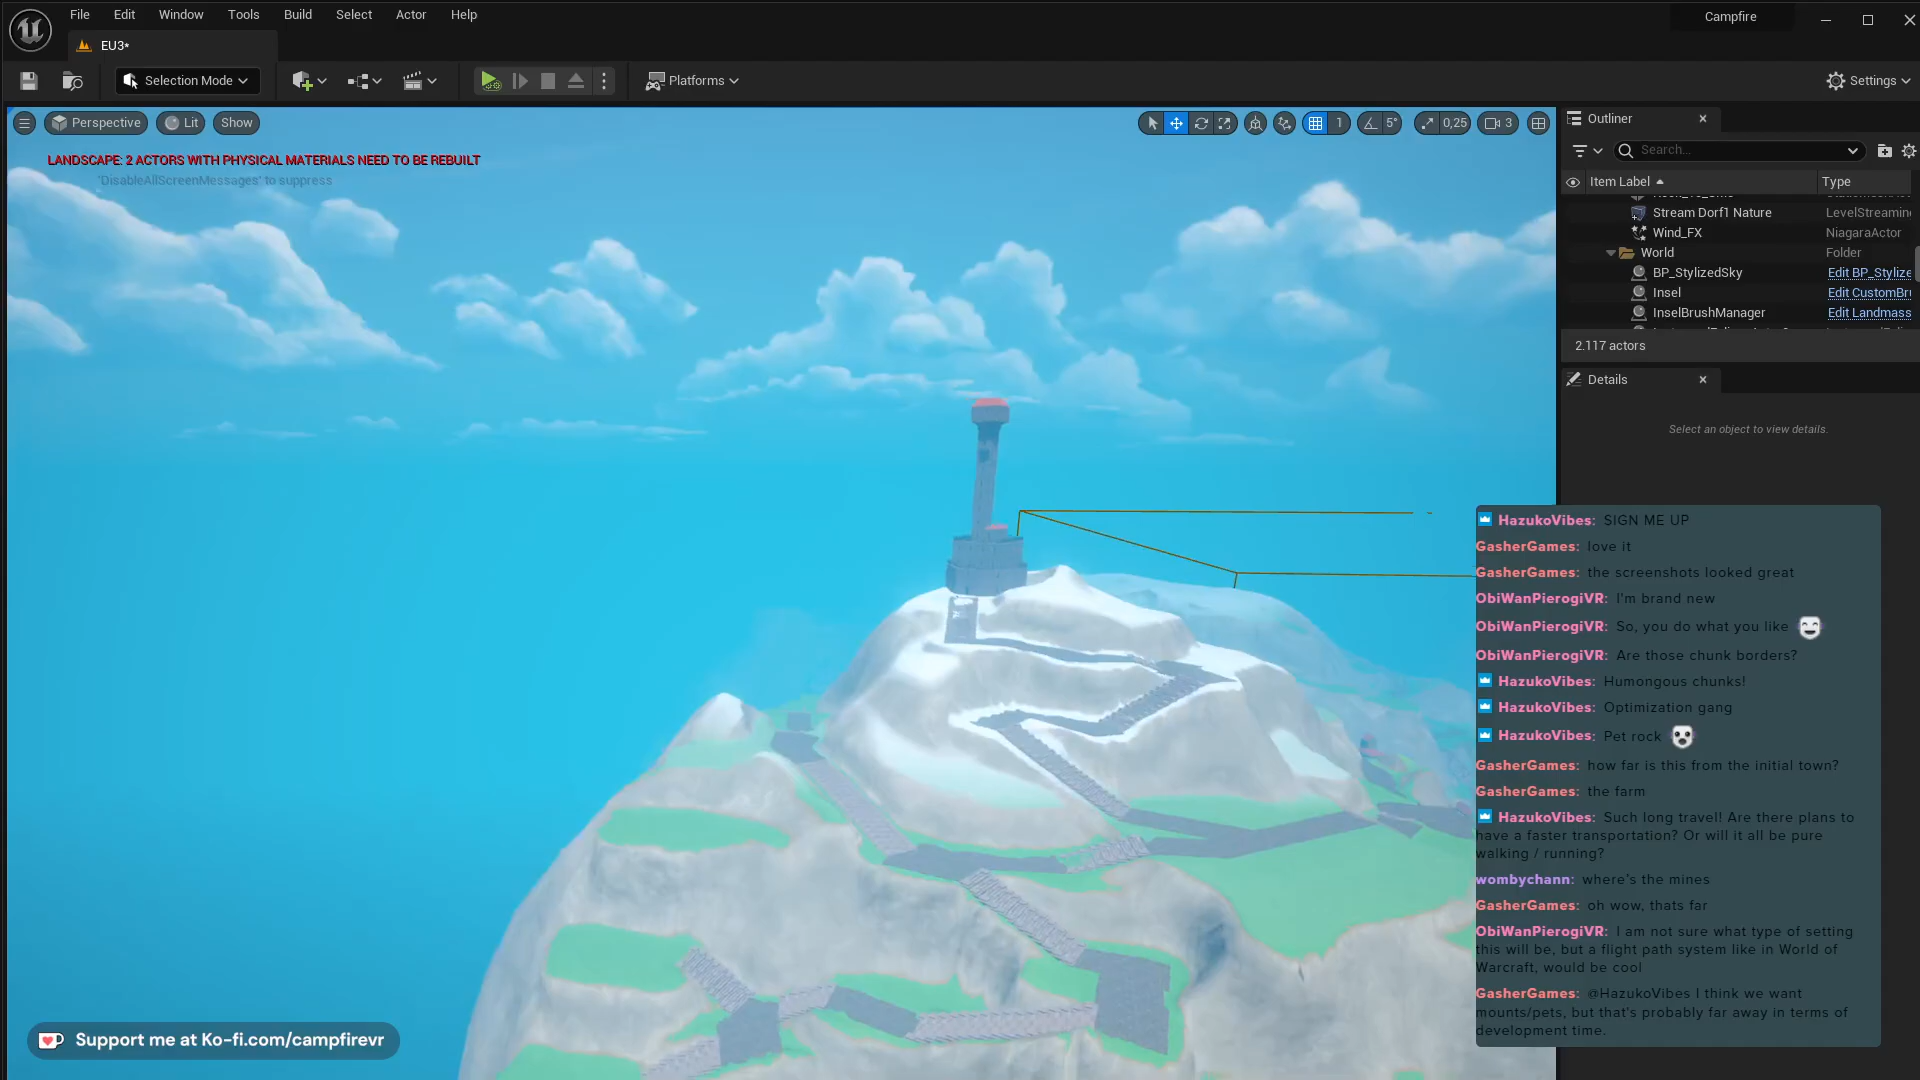 File Edit Window Tools Build Select Actor Help
Campfire
EU3*
Selection Mode
Platforms
Settings
Perspective Lit Show
1 5° 0,25 3
LANDSCAPE: 2 ACTORS WITH PHYSICAL MATERIALS NEED TO BE REBUILT
'DisableAllScreenMessages' to suppress
Outliner
Search...
Item Label Type
Stream Dorf1 Nature LevelStreaming
Wind_FX NiagaraActor
World Folder
BP_StylizedSky Edit BP_Stylize
Insel Edit CustomBru
InselBrushManager Edit Landmass
2.117 actors
Details
Select an object to view details.
HazukoVibes: SIGN ME UP
GasherGames: love it
GasherGames: the screenshots looked great
ObiWanPierogiVR: I'm brand new
ObiWanPierogiVR: So, you do what you like
ObiWanPierogiVR: Are those chunk borders?
HazukoVibes: Humongous chunks!
HazukoVibes: Optimization gang
HazukoVibes: Pet rock
GasherGames: how far is this from the initial town?
GasherGames: the farm
HazukoVibes: Such long travel! Are there plans to
have a faster transportation? Or will it all be pure
walking / running?
wombychann: where's the mines
GasherGames: oh wow, thats far
ObiWanPierogiVR: I am not sure what type of setting
this will be, but a flight path system like in World of
Warcraft, would be cool
GasherGames: @HazukoVibes I think we want
mounts/pets, but that's probably far away in terms of
development time.
Support me at Ko-fi.com/campfirevr